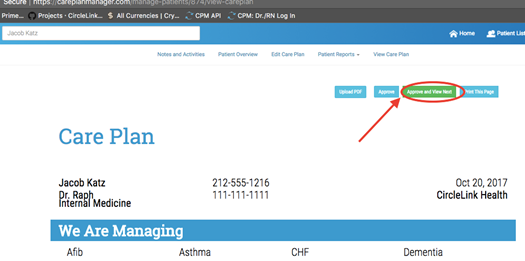 Secure | https://careplanmanager.com/manage-patients/874/view-careplan
Prime... Projects · CircleLink... $ All Currencies | Cry... CPM API CPM: Dr./RN Log In
Jacob Katz Home Patient List
Notes and Activities Patient Overview Edit Care Plan Patient Reports View Care Plan
Upload PDF Approve Approve and View Next Print This Page
Care Plan
Jacob Katz 212-555-1216 Oct 20, 2017
Dr. Raph 111-111-1111 CircleLink Health
Internal Medicine
We Are Managing
Afib Asthma CHF Dementia